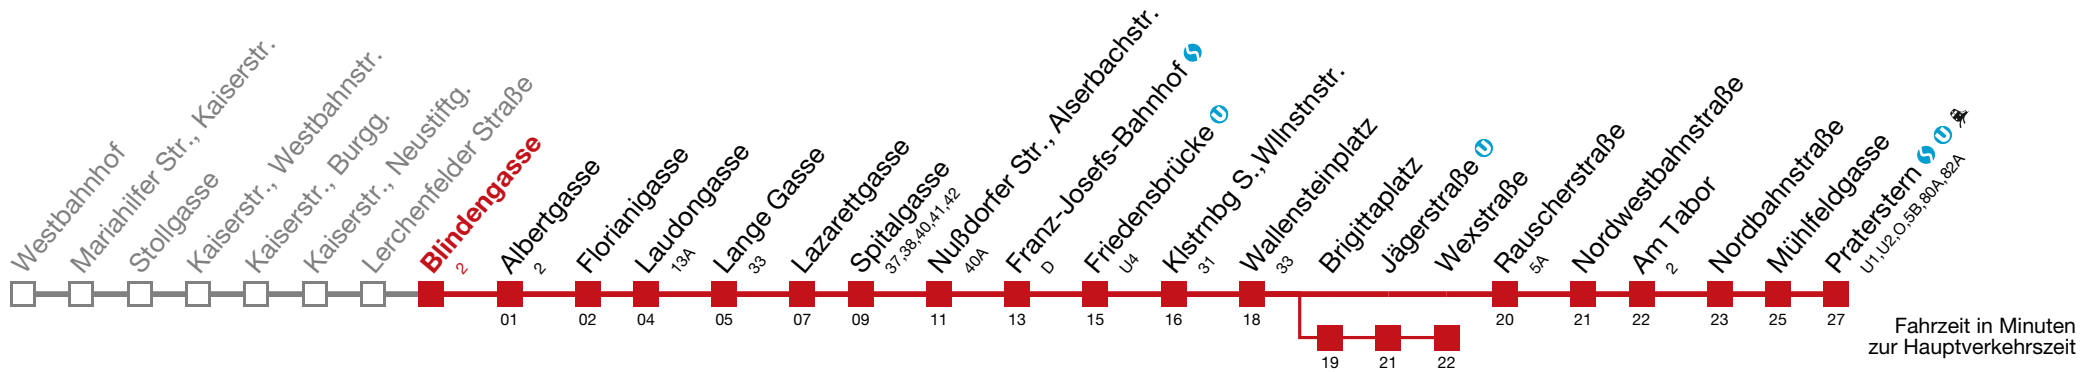 Westbahnhof
Mariahilfer Str., Kaiserstr.
Stollgasse
Kaiserstr., Westbahnstr.
Kaiserstr., Burgg.
Kaiserstr., Neustiftg.
Lerchenfelder Straße
Blindengasse
2
Albertgasse
2
Florianigasse
Laudongasse
13A
Lange Gasse
33
Lazarettgasse
Spitalgasse
37,38,40,41,42
Nußdorfer Str., Alserbachstr.
40A
Franz-Josefs-Bahnhof
D
Friedensbrücke U
U4
Klstrnbg S., Wllnstnstr.
31
Wallensteinplatz
33
Brigittaplatz
Jägerstraße U
Wexstraße
Rauscherstraße
5A
Nordwestbahnstraße
Am Tabor
2
Nordbahnstraße
Mühlfeldgasse
Praterstern U
U1,U2,O,5B,80A,82A
01 02 04 05 07 09 11 13 15 16 18 20 21 22 23 25 27
19 21 22
Fahrzeit in Minuten
zur Hauptverkehrszeit